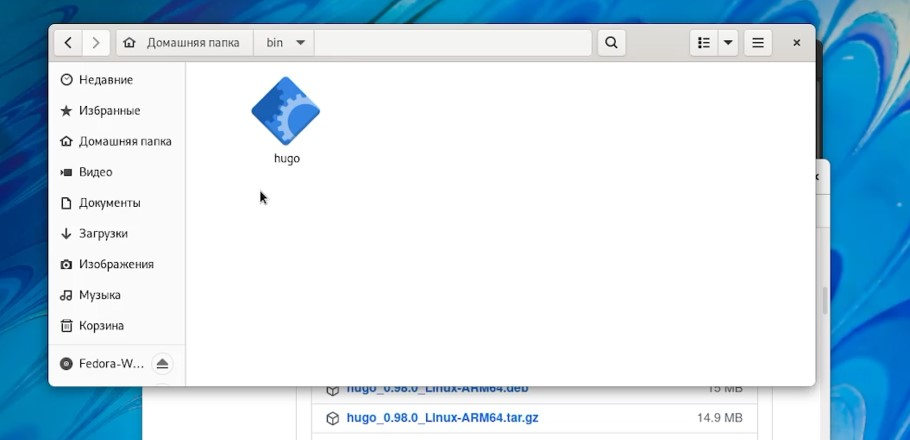 Домашняя папка
bin
Недавние
Избранные
Домашняя папка
Видео
Документы
Загрузки
Изображения
Музыка
Корзина
Fedora-W...
hugo
hugo_0.98.0_Linux-ARM64.deb 15 MB
hugo_0.98.0_Linux-ARM64.tar.gz 14.9 MB